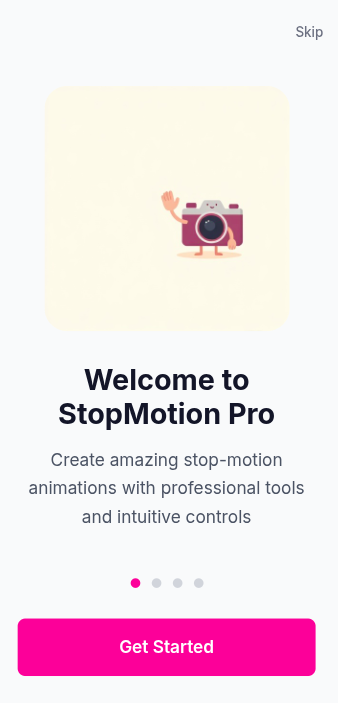 Skip
Welcome to
StopMotion Pro
Create amazing stop-motion
animations with professional tools
and intuitive controls
Get Started